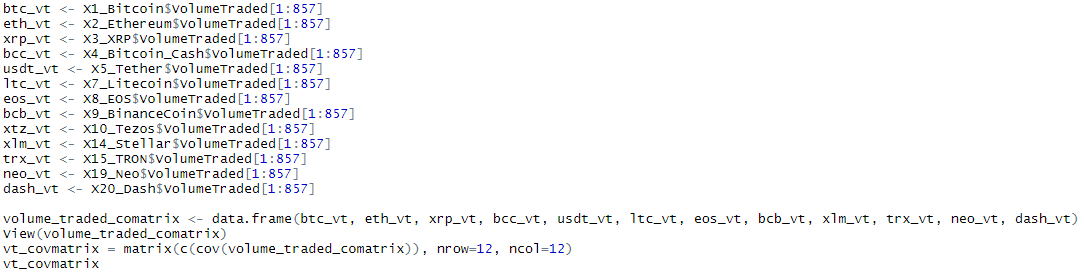 btc_vt <- X1_Bitcoin$VolumeTraded[1:857]
eth_vt <- X2_Ethereum$VolumeTraded[1:857]
xrp_vt <- X3_XRP$VolumeTraded[1:857]
bcc_vt <- X4_Bitcoin_Cash$VolumeTraded[1:857]
usdt_vt <- X5_Tether$VolumeTraded[1:857]
ltc_vt <- X7_Litecoin$VolumeTraded[1:857]
eos_vt <- X8_EOS$VolumeTraded[1:857]
bcb_vt <- X9_BinanceCoin$VolumeTraded[1:857]
xtz_vt <- X10_Tezos$VolumeTraded[1:857]
xlm_vt <- X14_Stellar$VolumeTraded[1:857]
trx_vt <- X15_TRON$VolumeTraded[1:857]
neo_vt <- X19_Neo$VolumeTraded[1:857]
dash_vt <- X20_Dash$VolumeTraded[1:857]
volume_traded_comatrix <- data.frame(btc_vt, eth_vt, xrp_vt, bcc_vt, usdt_vt, ltc_vt, eos_vt, bcb_vt, xlm_vt, trx_vt, neo_vt, dash_vt)
View(volume_traded_comatrix)
vt_covmatrix = matrix(c(cov(volume_traded_comatrix)), nrow=12, ncol=12)
vt_covmatrix